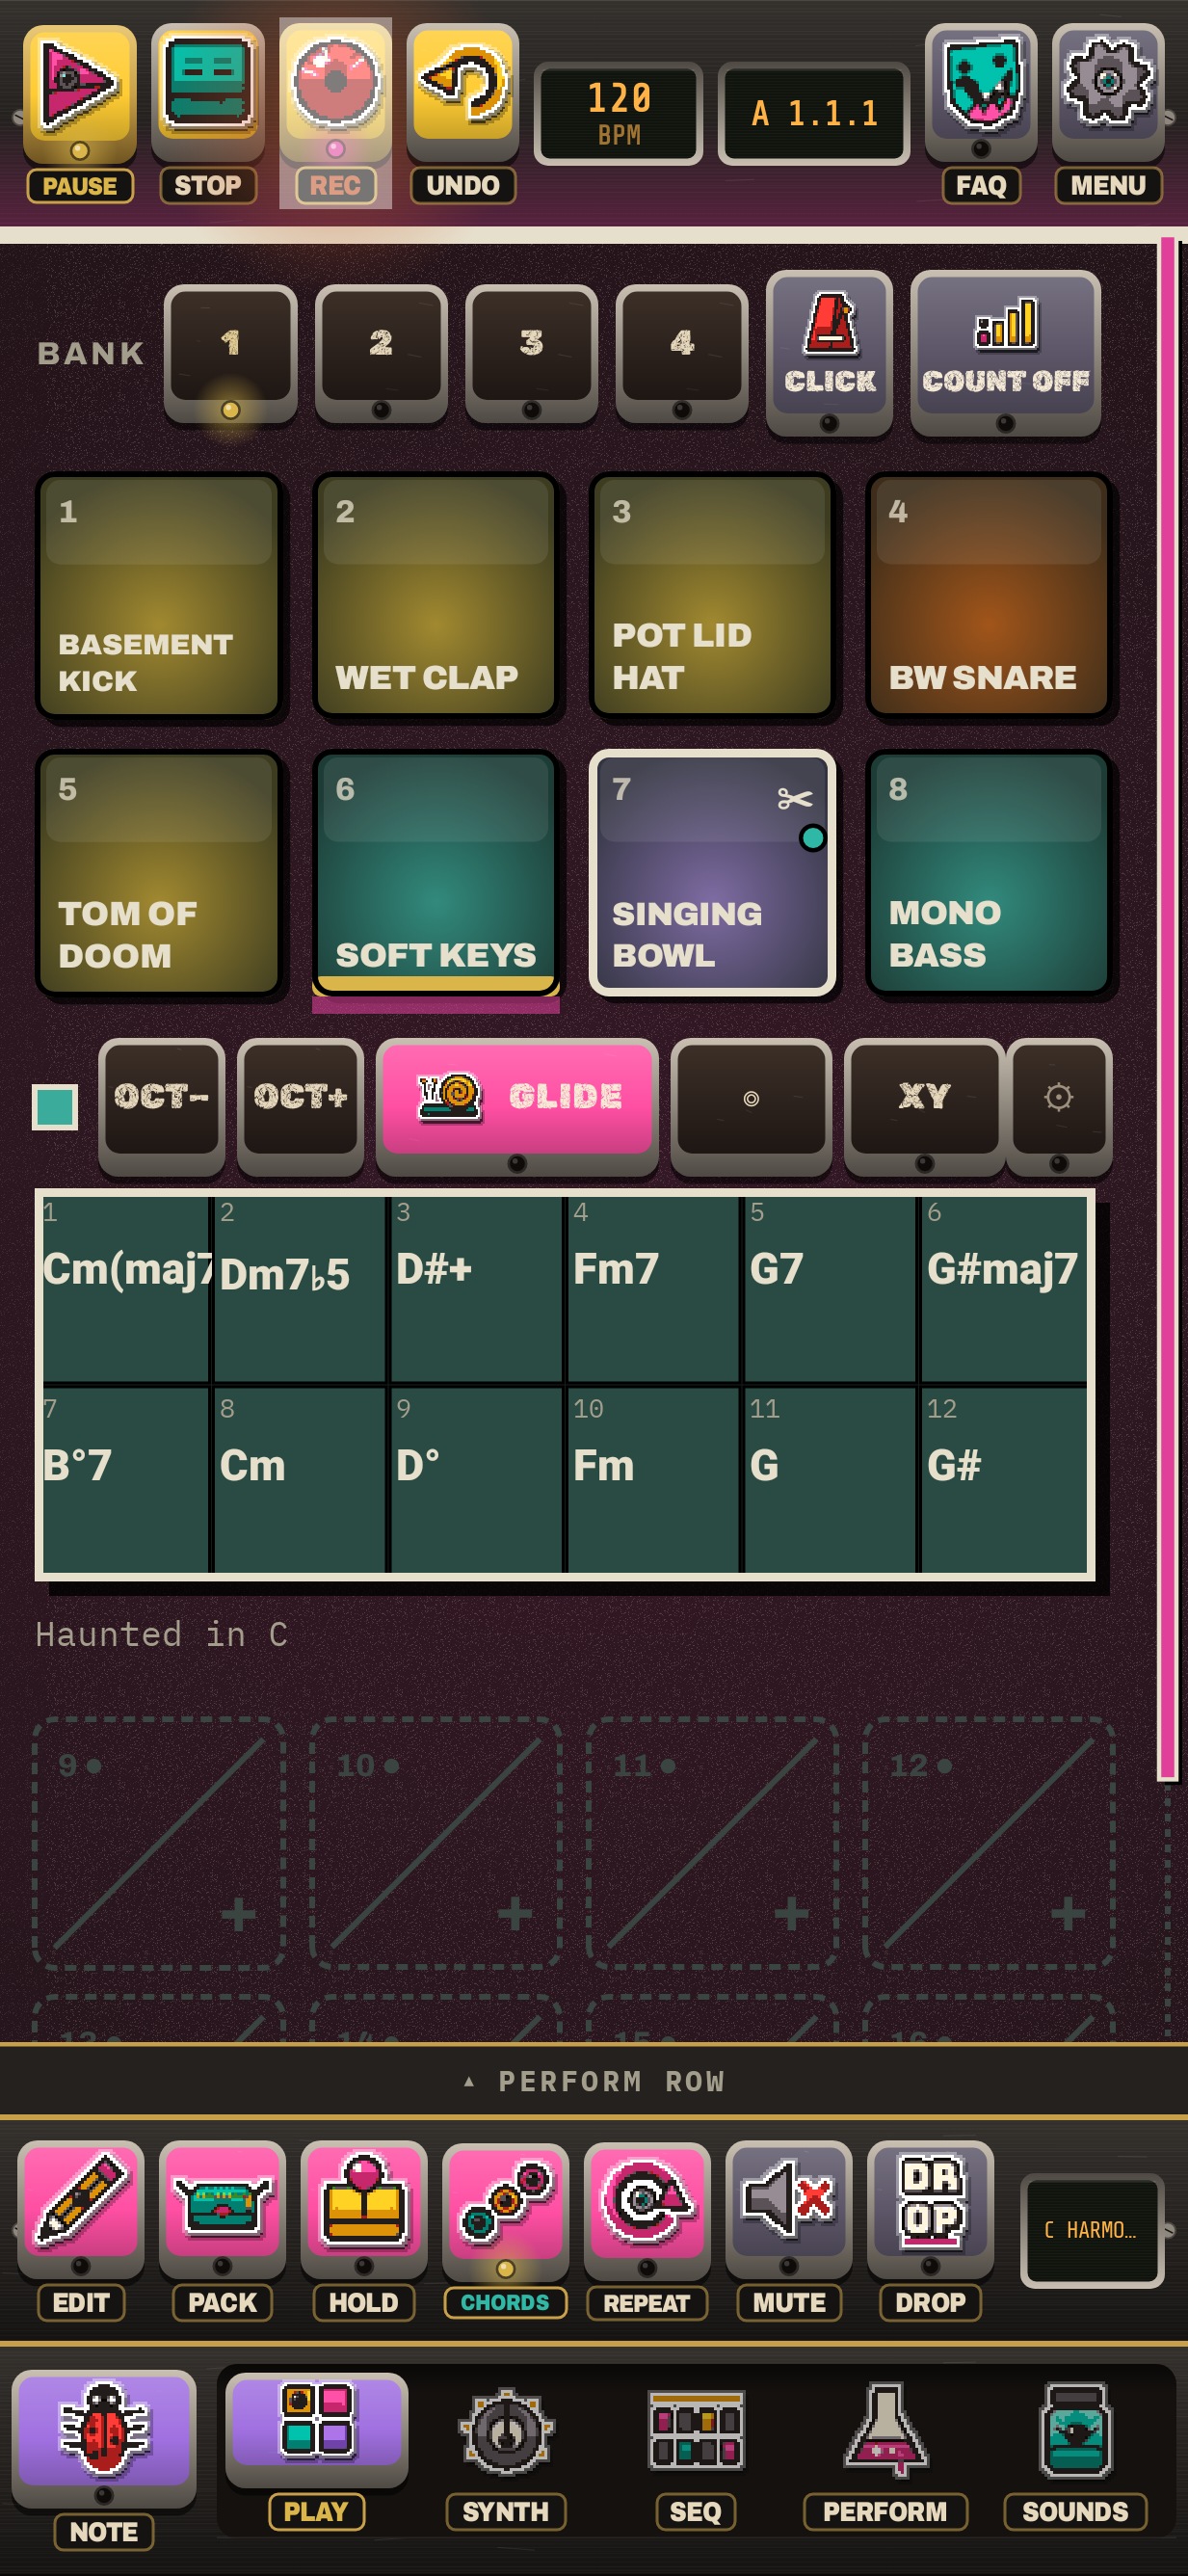 120
BPM
A 1.1.1
PAUSE
STOP
REC
UNDO
FAQ
MENU
BANK
1
2
3
4
CLICK
COUNT OFF
1
BASEMENT
KICK
2
WET CLAP
3
POT LID
HAT
4
BW SNARE
5
TOM OF
DOOM
6
SOFT KEYS
7
SINGING
BOWL
8
MONO
BASS
OCT-
OCT+
GLIDE
XY
1
Cm(maj7
2
Dm7♭5
3
D#+
4
Fm7
5
G7
6
G#maj7
7
B°7
8
Cm
9
D°
10
Fm
11
G
12
G#
Haunted in C
9
10
11
12
13
14
15
16
▲ PERFORM ROW
DR
OP
C HARMO…
EDIT
PACK
HOLD
CHORDS
REPEAT
MUTE
DROP
NOTE
PLAY
SYNTH
SEQ
PERFORM
SOUNDS